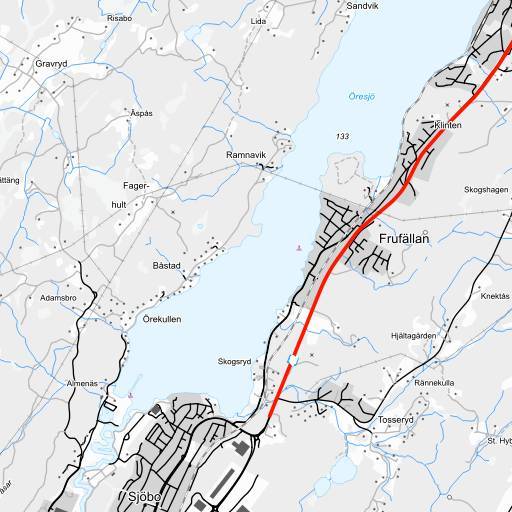 Sandvik
Risabo
Lida
Gravryd
Öresjö
Äspås
Klinten
133
Ramnavik
Fager-
hult
Skogshagen
Frufällan
Båstad
Adamsbro
Knektås
Örekullen
Hjältagården
Skogsryd
Almenäs
Rännekulla
Tosseryd
St. Hyb
Sjöbo